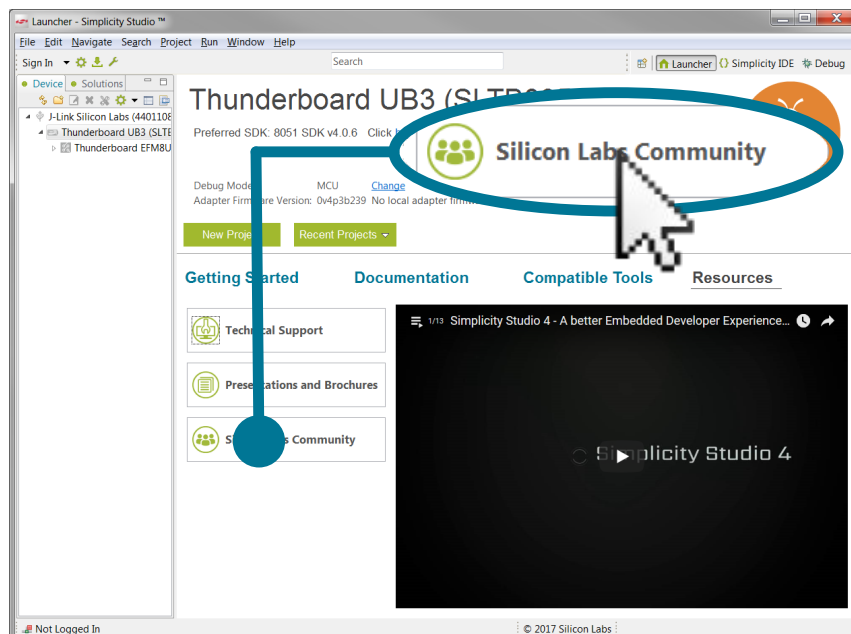 Launcher - Simplicity Studio ™
File Edit Navigate Search Project Run Window Help
Sign In
Search
Launcher {} Simplicity IDE Debug
Device Solutions
J-Link Silicon Labs (4401108
Thunderboard UB3 (SLTB
Thunderboard EFM8U
Thunderboard UB3 (SLTB
Preferred SDK: 8051 SDK v4.0.6 Click
Silicon Labs Community
Debug Mode: MCU Change
Adapter Firmware Version: 0v4p3b239 No local adapter firm
New Project Recent Projects
Getting Started Documentation Compatible Tools Resources
Technical Support
Presentations and Brochures
Community
1/13 Simplicity Studio 4 - A better Embedded Developer Experience...
Simplicity Studio 4
Not Logged In
© 2017 Silicon Labs